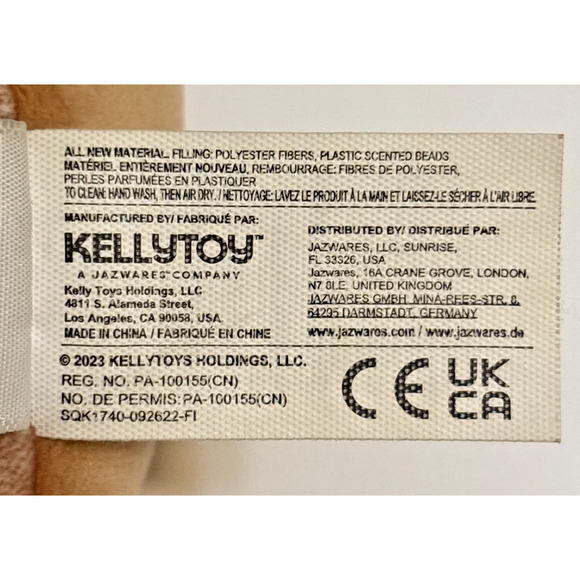 ALL NEW MATERIAL. FILLING: POLYESTER FIBERS, PLASTIC SCENTED BEADS
MATÉRIEL ENTIÈREMENT NOUVEAU, REMBOURRAGE: FIBRES DE POLYESTER,
PERLES PARFUMÉES EN PLASTIQUER
TO CLEAN: HAND WASH, THEN AIR DRY. / NETTOYAGE: LAVEZ LE PRODUIT À LA MAIN ET LAISSEZ-LE SÉCHER À L'AIR LIBRE.
MANUFACTURED BY/ FABRIQUÉ PAR:
KELLYTOY™
A JAZWARES™ COMPANY
Kelly Toys Holdings, LLC
4811 S. Alameda Street,
Los Angeles, CA 90058, USA.
MADE IN CHINA / FABRIQUÉ EN CHINE
DISTRIBUTED BY/ DISTRIBUÉ PAR:
JAZWARES, LLC, SUNRISE,
FL 33326, USA
Jazwares, 16A CRANE GROVE, LONDON,
N7 8LE, UNITED KINGDOM
JAZWARES GMBH, MINA-REES-STR. 8,
64295 DARMSTADT, GERMANY
www.jazwares.com / www.jazwares.de
© 2023 KELLYTOYS HOLDINGS, LLC.
REG. NO. PA-100155(CN)
NO. DE PERMIS: PA-100155(CN)
SQK1740-092622-FI
CE
UK
CA